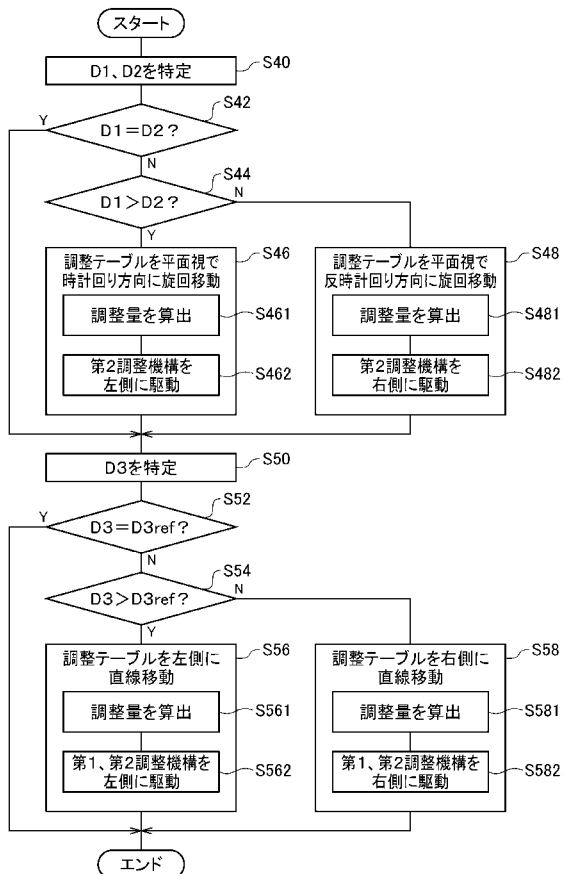 スタート
D1、D2を特定
S40
S42
Y
D1=D2?
N
S44
D1>D2?
N
Y
S46
調整テーブルを平面視で
時計回り方向に旋回移動
調整量を算出
S461
第2調整機構を
左側に駆動
S462
S48
調整テーブルを平面視で
反時計回り方向に旋回移動
調整量を算出
S481
第2調整機構を
右側に駆動
S482
D3を特定
S50
S52
Y
D3=D3ref?
N
S54
D3>D3ref?
N
Y
S56
調整テーブルを左側に
直線移動
調整量を算出
S561
第1、第2調整機構を
左側に駆動
S562
S58
調整テーブルを右側に
直線移動
調整量を算出
S581
第1、第2調整機構を
右側に駆動
S582
エンド